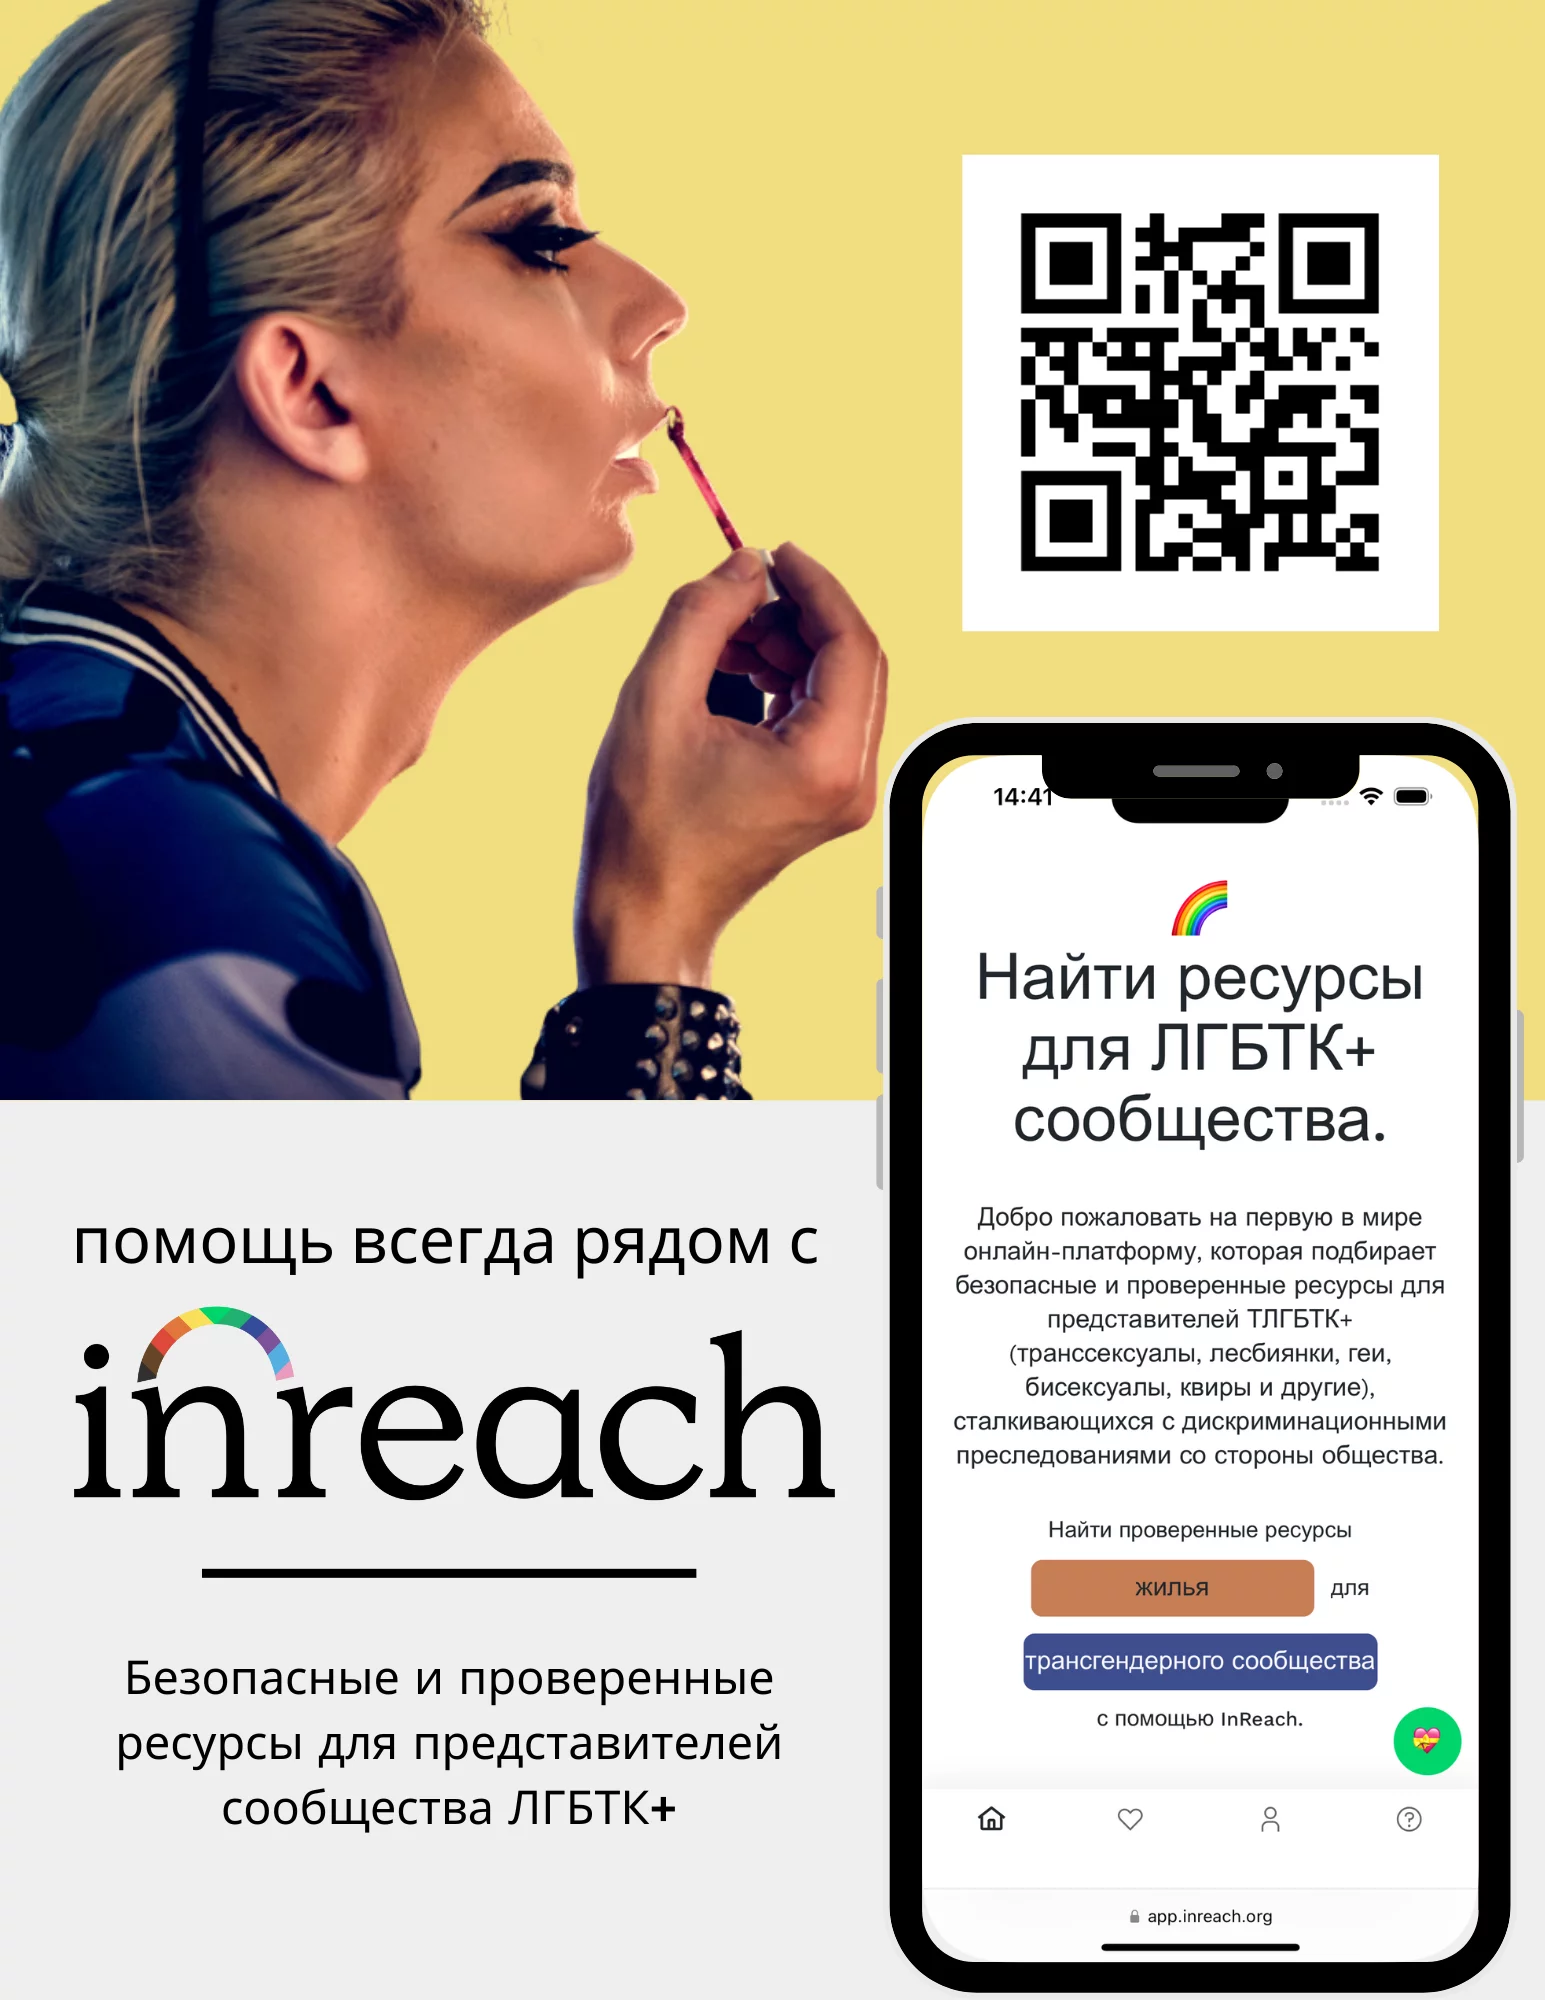 14:41
Найти ресурсы
для ЛГБТК+
сообщества.
Добро пожаловать на первую в мире
онлайн-платформу, которая подбирает
безопасные и проверенные ресурсы для
представителей ТЛГБТК+
(транссексуалы, лесбиянки, геи,
бисексуалы, квиры и другие),
сталкивающихся с дискриминационными
преследованиями со стороны общества.
Найти проверенные ресурсы
жилья для
трансгендерного сообщества
с помощью InReach.
app.inreach.org
помощь всегда рядом с
inreach
Безопасные и проверенные
ресурсы для представителей
сообщества ЛГБТК+